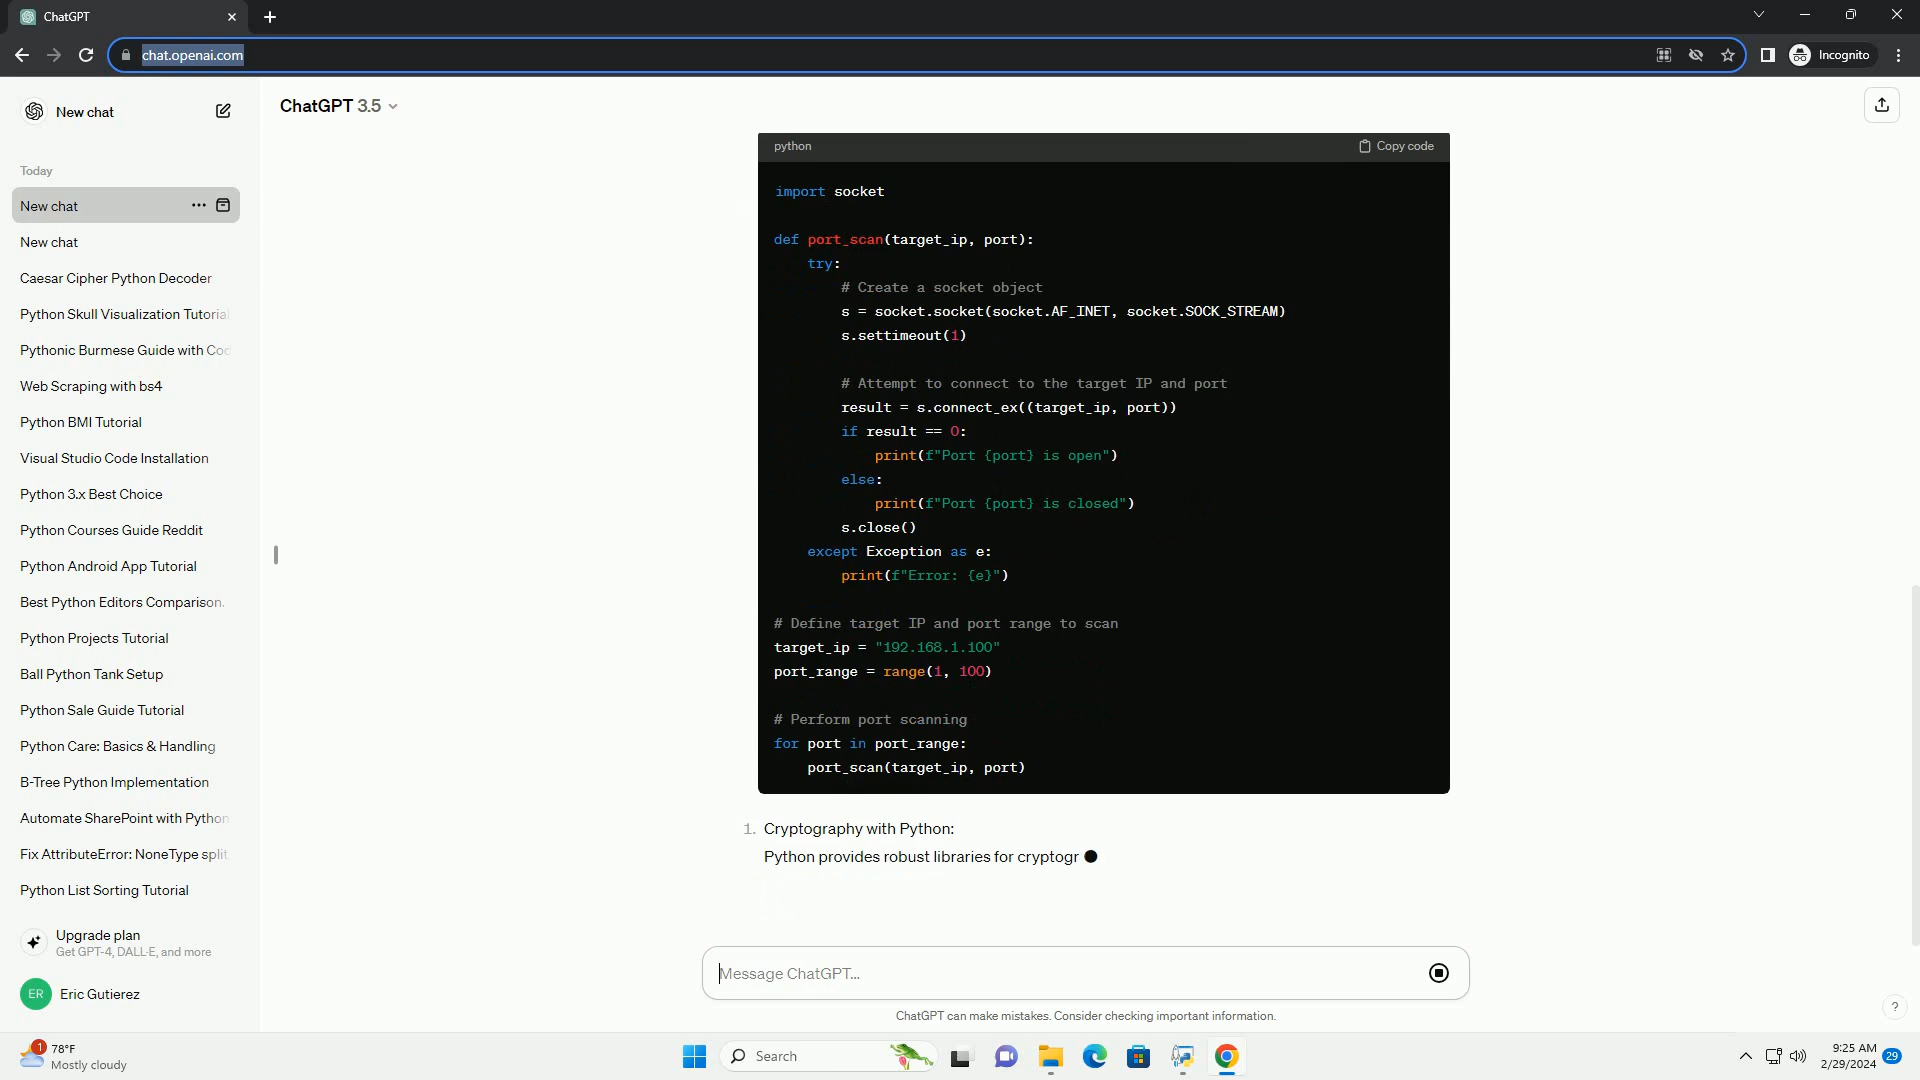 ChatGPT
chat.openai.com
Incognito
New chat
ChatGPT 3.5
Today
New chat
New chat
Caesar Cipher Python Decoder
Python Skull Visualization Tutorial
Pythonic Burmese Guide with Cod
Web Scraping with bs4
Python BMI Tutorial
Visual Studio Code Installation
Python 3.x Best Choice
Python Courses Guide Reddit
Python Android App Tutorial
Best Python Editors Comparison.
Python Projects Tutorial
Ball Python Tank Setup
Python Sale Guide Tutorial
Python Care: Basics & Handling
B-Tree Python Implementation
Automate SharePoint with Python
Fix AttributeError: NoneType split
Python List Sorting Tutorial
Upgrade plan
Get GPT-4, DALL·E, and more
ER
Eric Gutierez
python
Copy code
import socket
def port_scan(target_ip, port):
try:
# Create a socket object
s = socket.socket(socket.AF_INET, socket.SOCK_STREAM)
s.settimeout(1)
# Attempt to connect to the target IP and port
result = s.connect_ex((target_ip, port))
if result == 0:
print(f"Port {port} is open")
else:
print(f"Port {port} is closed")
s.close()
except Exception as e:
print(f"Error: {e}")
# Define target IP and port range to scan
target_ip = "192.168.1.100"
port_range = range(1, 100)
# Perform port scanning
for port in port_range:
port_scan(target_ip, port)
1. Cryptography with Python:
Python provides robust libraries for cryptogr
Message ChatGPT...
ChatGPT can make mistakes. Consider checking important information.
?
1
78°F
Mostly cloudy
Search
9:25 AM
2/29/2024
29